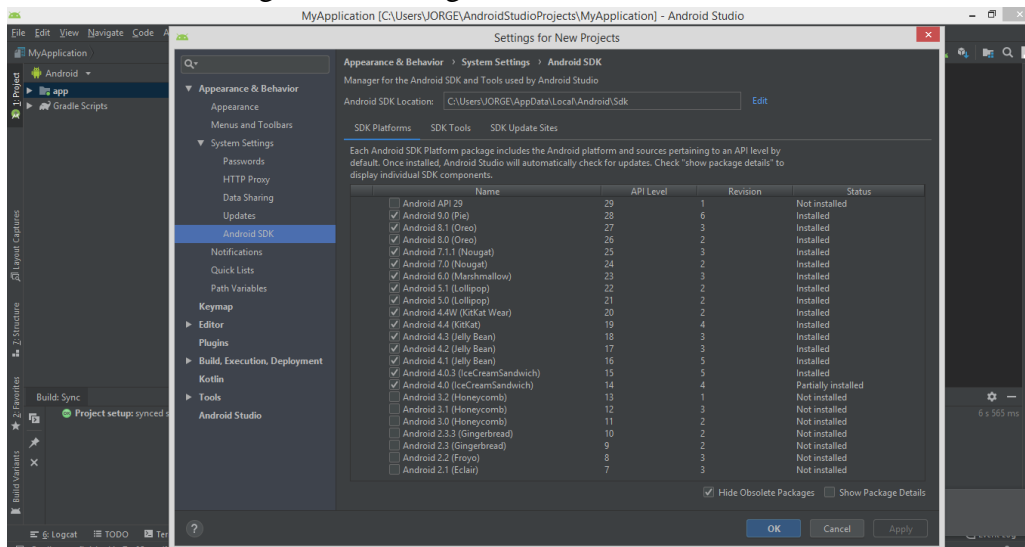 MyApplication [C:\Users\JORGE\AndroidStudioProjects\MyApplication] - Android Studio
File Edit View Navigate Code A
Settings for New Projects
MyApplication
Android
app
Gradle Scripts
1: Project
Layout Captures
7: Structure
2: Favorites
Build Variants
Appearance & Behavior
Appearance
Menus and Toolbars
System Settings
Passwords
HTTP Proxy
Data Sharing
Updates
Android SDK
Notifications
Quick Lists
Path Variables
Keymap
Editor
Plugins
Build, Execution, Deployment
Kotlin
Tools
Android Studio
Appearance & Behavior › System Settings › Android SDK
Manager for the Android SDK and Tools used by Android Studio
Android SDK Location: C:\Users\JORGE\AppData\Local\Android\Sdk Edit
SDK Platforms SDK Tools SDK Update Sites
Each Android SDK Platform package includes the Android platform and sources pertaining to an API level by
default. Once installed, Android Studio will automatically check for updates. Check "show package details" to
display individual SDK components.
Name API Level Revision Status
Android API 29 29 1 Not installed
Android 9.0 (Pie) 28 6 Installed
Android 8.1 (Oreo) 27 3 Installed
Android 8.0 (Oreo) 26 2 Installed
Android 7.1.1 (Nougat) 25 3 Installed
Android 7.0 (Nougat) 24 2 Installed
Android 6.0 (Marshmallow) 23 3 Installed
Android 5.1 (Lollipop) 22 2 Installed
Android 5.0 (Lollipop) 21 2 Installed
Android 4.4W (KitKat Wear) 20 2 Installed
Android 4.4 (KitKat) 19 4 Installed
Android 4.3 (Jelly Bean) 18 3 Installed
Android 4.2 (Jelly Bean) 17 3 Installed
Android 4.1 (Jelly Bean) 16 5 Installed
Android 4.0.3 (IceCreamSandwich) 15 5 Installed
Android 4.0 (IceCreamSandwich) 14 4 Partially installed
Android 3.2 (Honeycomb) 13 1 Not installed
Android 3.1 (Honeycomb) 12 3 Not installed
Android 3.0 (Honeycomb) 11 2 Not installed
Android 2.3.3 (Gingerbread) 10 2 Not installed
Android 2.3 (Gingerbread) 9 2 Not installed
Android 2.2 (Froyo) 8 3 Not installed
Android 2.1 (Eclair) 7 3 Not installed
Hide Obsolete Packages Show Package Details
OK Cancel Apply
Build: Sync
Project setup: synced s
6 s 565 ms
6: Logcat TODO Ter